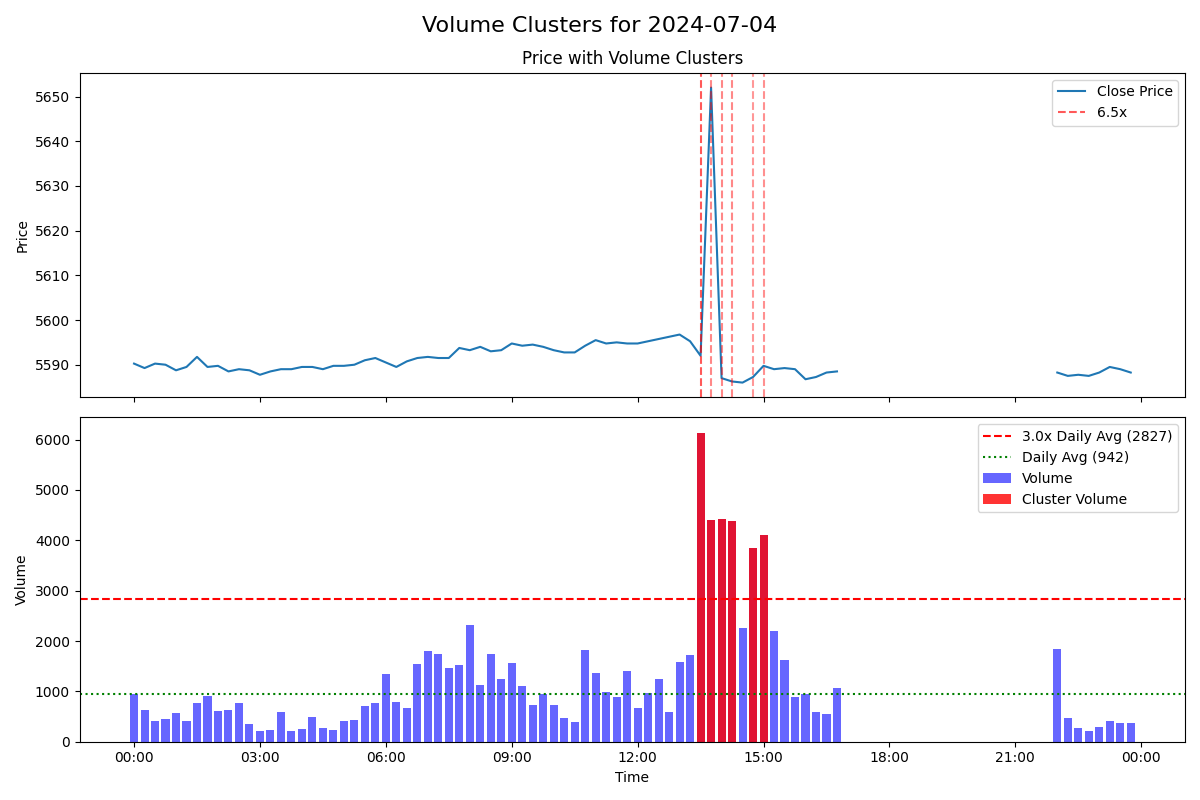 Volume Clusters for 2024-07-04
Price with Volume Clusters
Close Price
6.5x
5650
5640
5630
5620
5610
5600
5590
Price
3.0x Daily Avg (2827)
Daily Avg (942)
Volume
Cluster Volume
6000
5000
4000
3000
2000
1000
0
Volume
00:00 03:00 06:00 09:00 12:00 15:00 18:00 21:00 00:00
Time